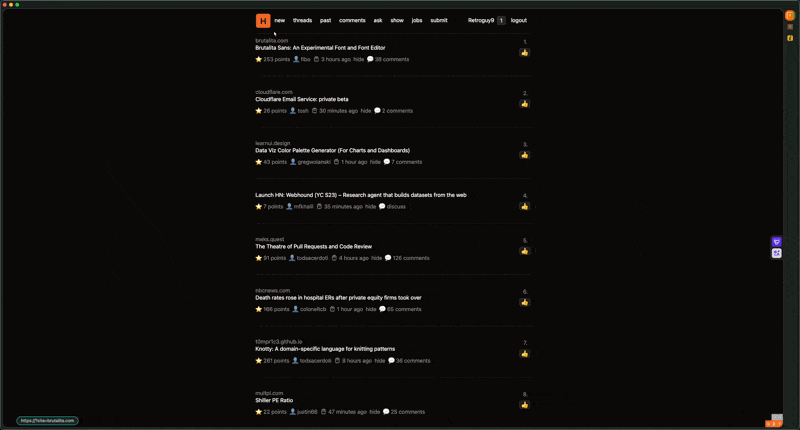 H new threads past comments ask show jobs submit Retroguy9 1 logout
brutalita.com 1.
Brutalita Sans: An Experimental Font and Font Editor
253 points fibo 3 hours ago hide 38 comments
cloudflare.com 2.
Cloudflare Email Service: private beta
26 points tosh 30 minutes ago hide 2 comments
learnui.design 3.
Data Viz Color Palette Generator (For Charts and Dashboards)
43 points gregwolanski 1 hour ago hide 7 comments
4.
Launch HN: Webhound (YC S23) – Research agent that builds datasets from the web
7 points mfkhalil 35 minutes ago hide discuss
meks.quest 5.
The Theatre of Pull Requests and Code Review
91 points todsacerdoti 4 hours ago hide 126 comments
nbcnews.com 6.
Death rates rose in hospital ERs after private equity firms took over
166 points coloneltcb 1 hour ago hide 65 comments
t0mpr1c3.github.io 7.
Knotty: A domain-specific language for knitting patterns
261 points todsacerdoti 8 hours ago hide 36 comments
multpl.com 8.
Shiller PE Ratio
22 points justin66 47 minutes ago hide 25 comments
https://?site=brutalita.com